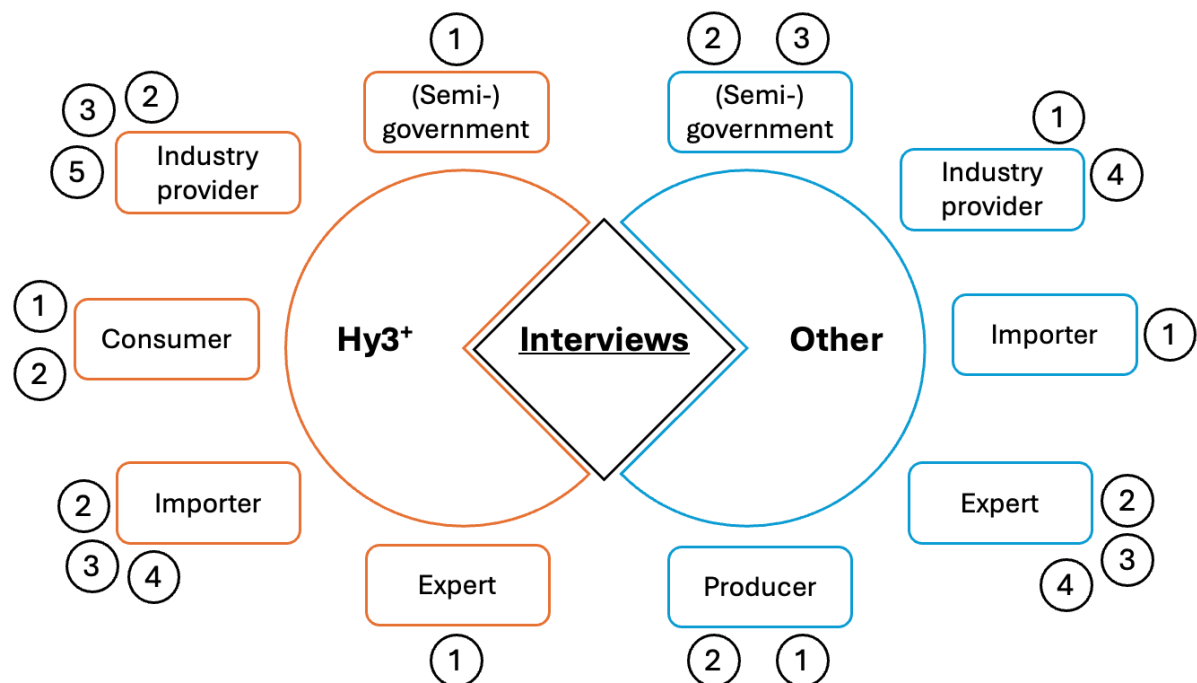 1
(Semi-)
government
2
3
(Semi-)
government
3
2
5
Industry
provider
1
4
Industry
provider
1
2
Consumer
Hy3⁺
Interviews
Other
Importer
1
2
3
4
Importer
Expert
1
Producer
2
1
Expert
2
3
4